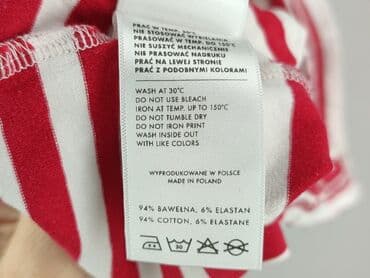 PRAĆ W TEMP. 30°C
NIE STOSOWAĆ WYBIELANIA
PRASOWAĆ W TEMP. DO 150°C
NIE SUSZYĆ MECHANICZNIE
NIE PRASOWAĆ NADRUKU
PRAĆ NA LEWEJ STRONIE
PRAĆ Z PODOBNYMI KOLORAMI
WASH AT 30°C
DO NOT USE BLEACH
IRON AT TEMP. UP TO 150°C
DO NOT TUMBLE DRY
DO NOT IRON PRINT
WASH INSIDE OUT
WITH LIKE COLORS
WYPRODUKOWANE W POLSCE
MADE IN POLAND
94% BAWEŁNA, 6% ELASTAN
94% COTTON, 6% ELASTANE
30